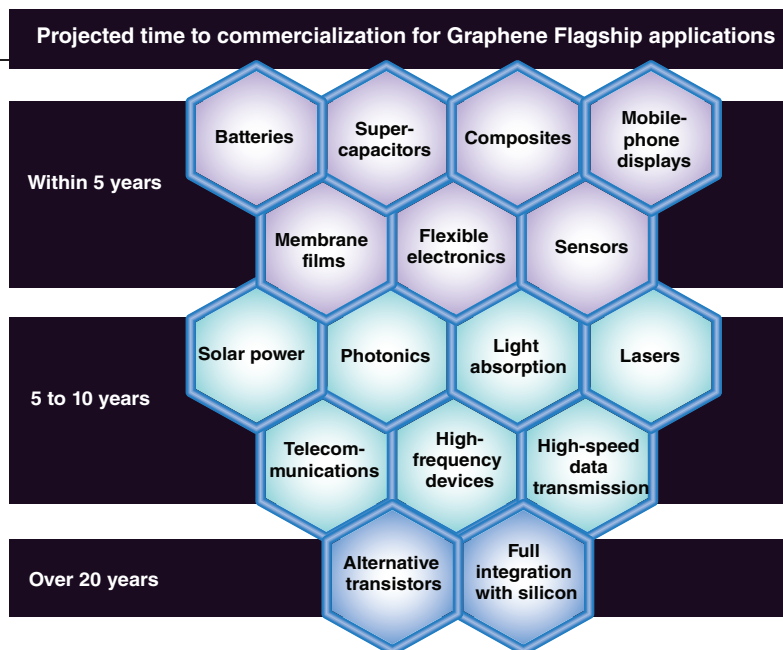 Projected time to commercialization for Graphene Flagship applications
Within 5 years
Batteries
Super-
capacitors
Composites
Mobile-
phone
displays
Membrane
films
Flexible
electronics
Sensors
5 to 10 years
Solar power
Photonics
Light
absorption
Lasers
Telecom-
munications
High-
frequency
devices
High-speed
data
transmission
Over 20 years
Alternative
transistors
Full
integration
with silicon